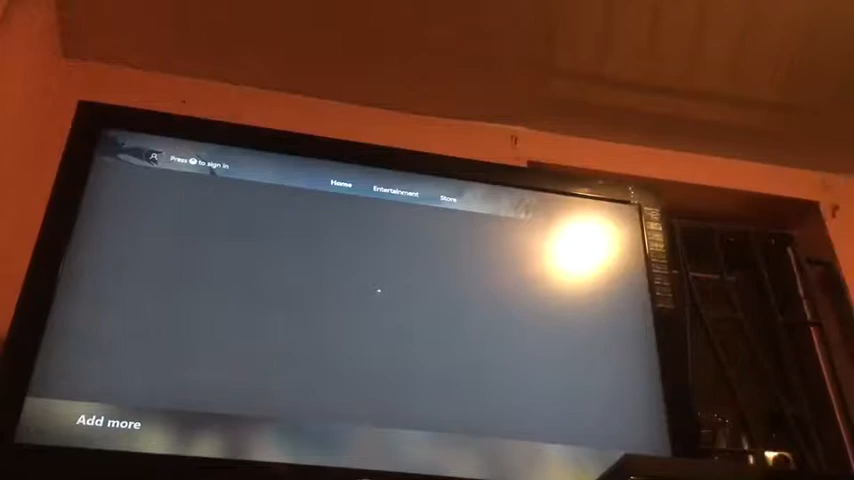 Press to sign in
Home
Entertainment
Store
Add more